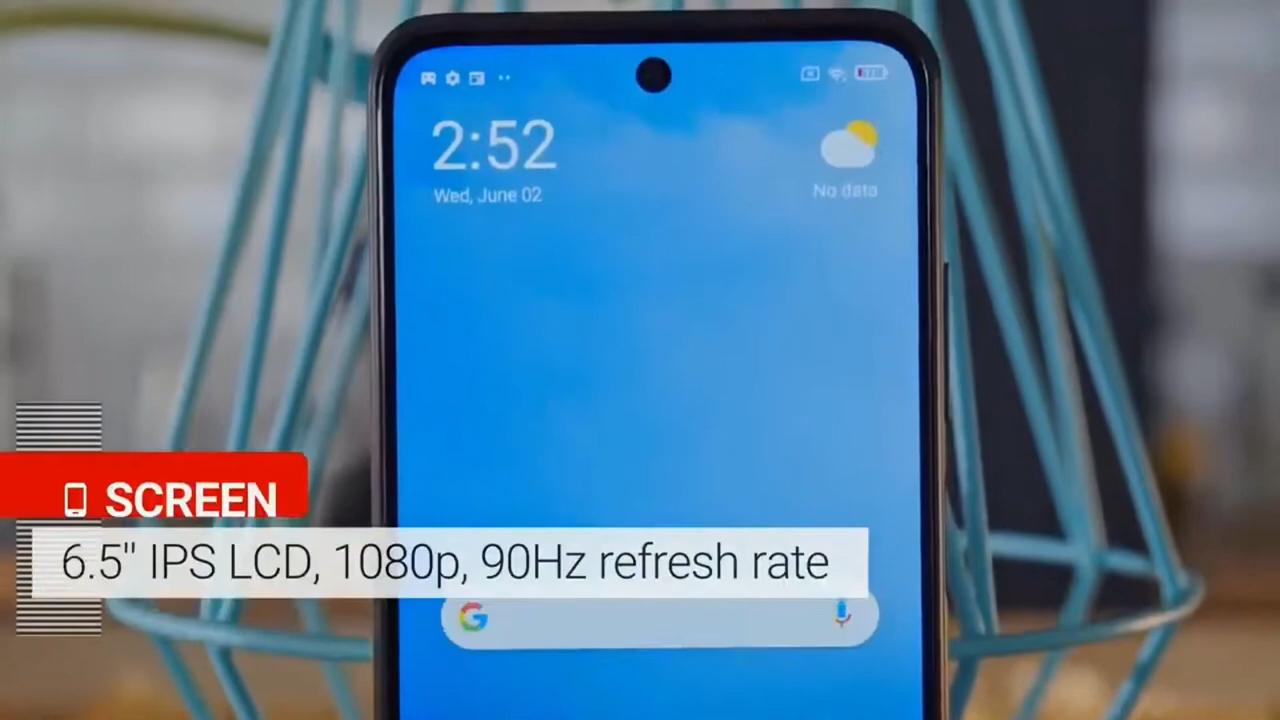 2:52
Wed, June 02
No data
SCREEN
6.5" IPS LCD, 1080p, 90Hz refresh rate